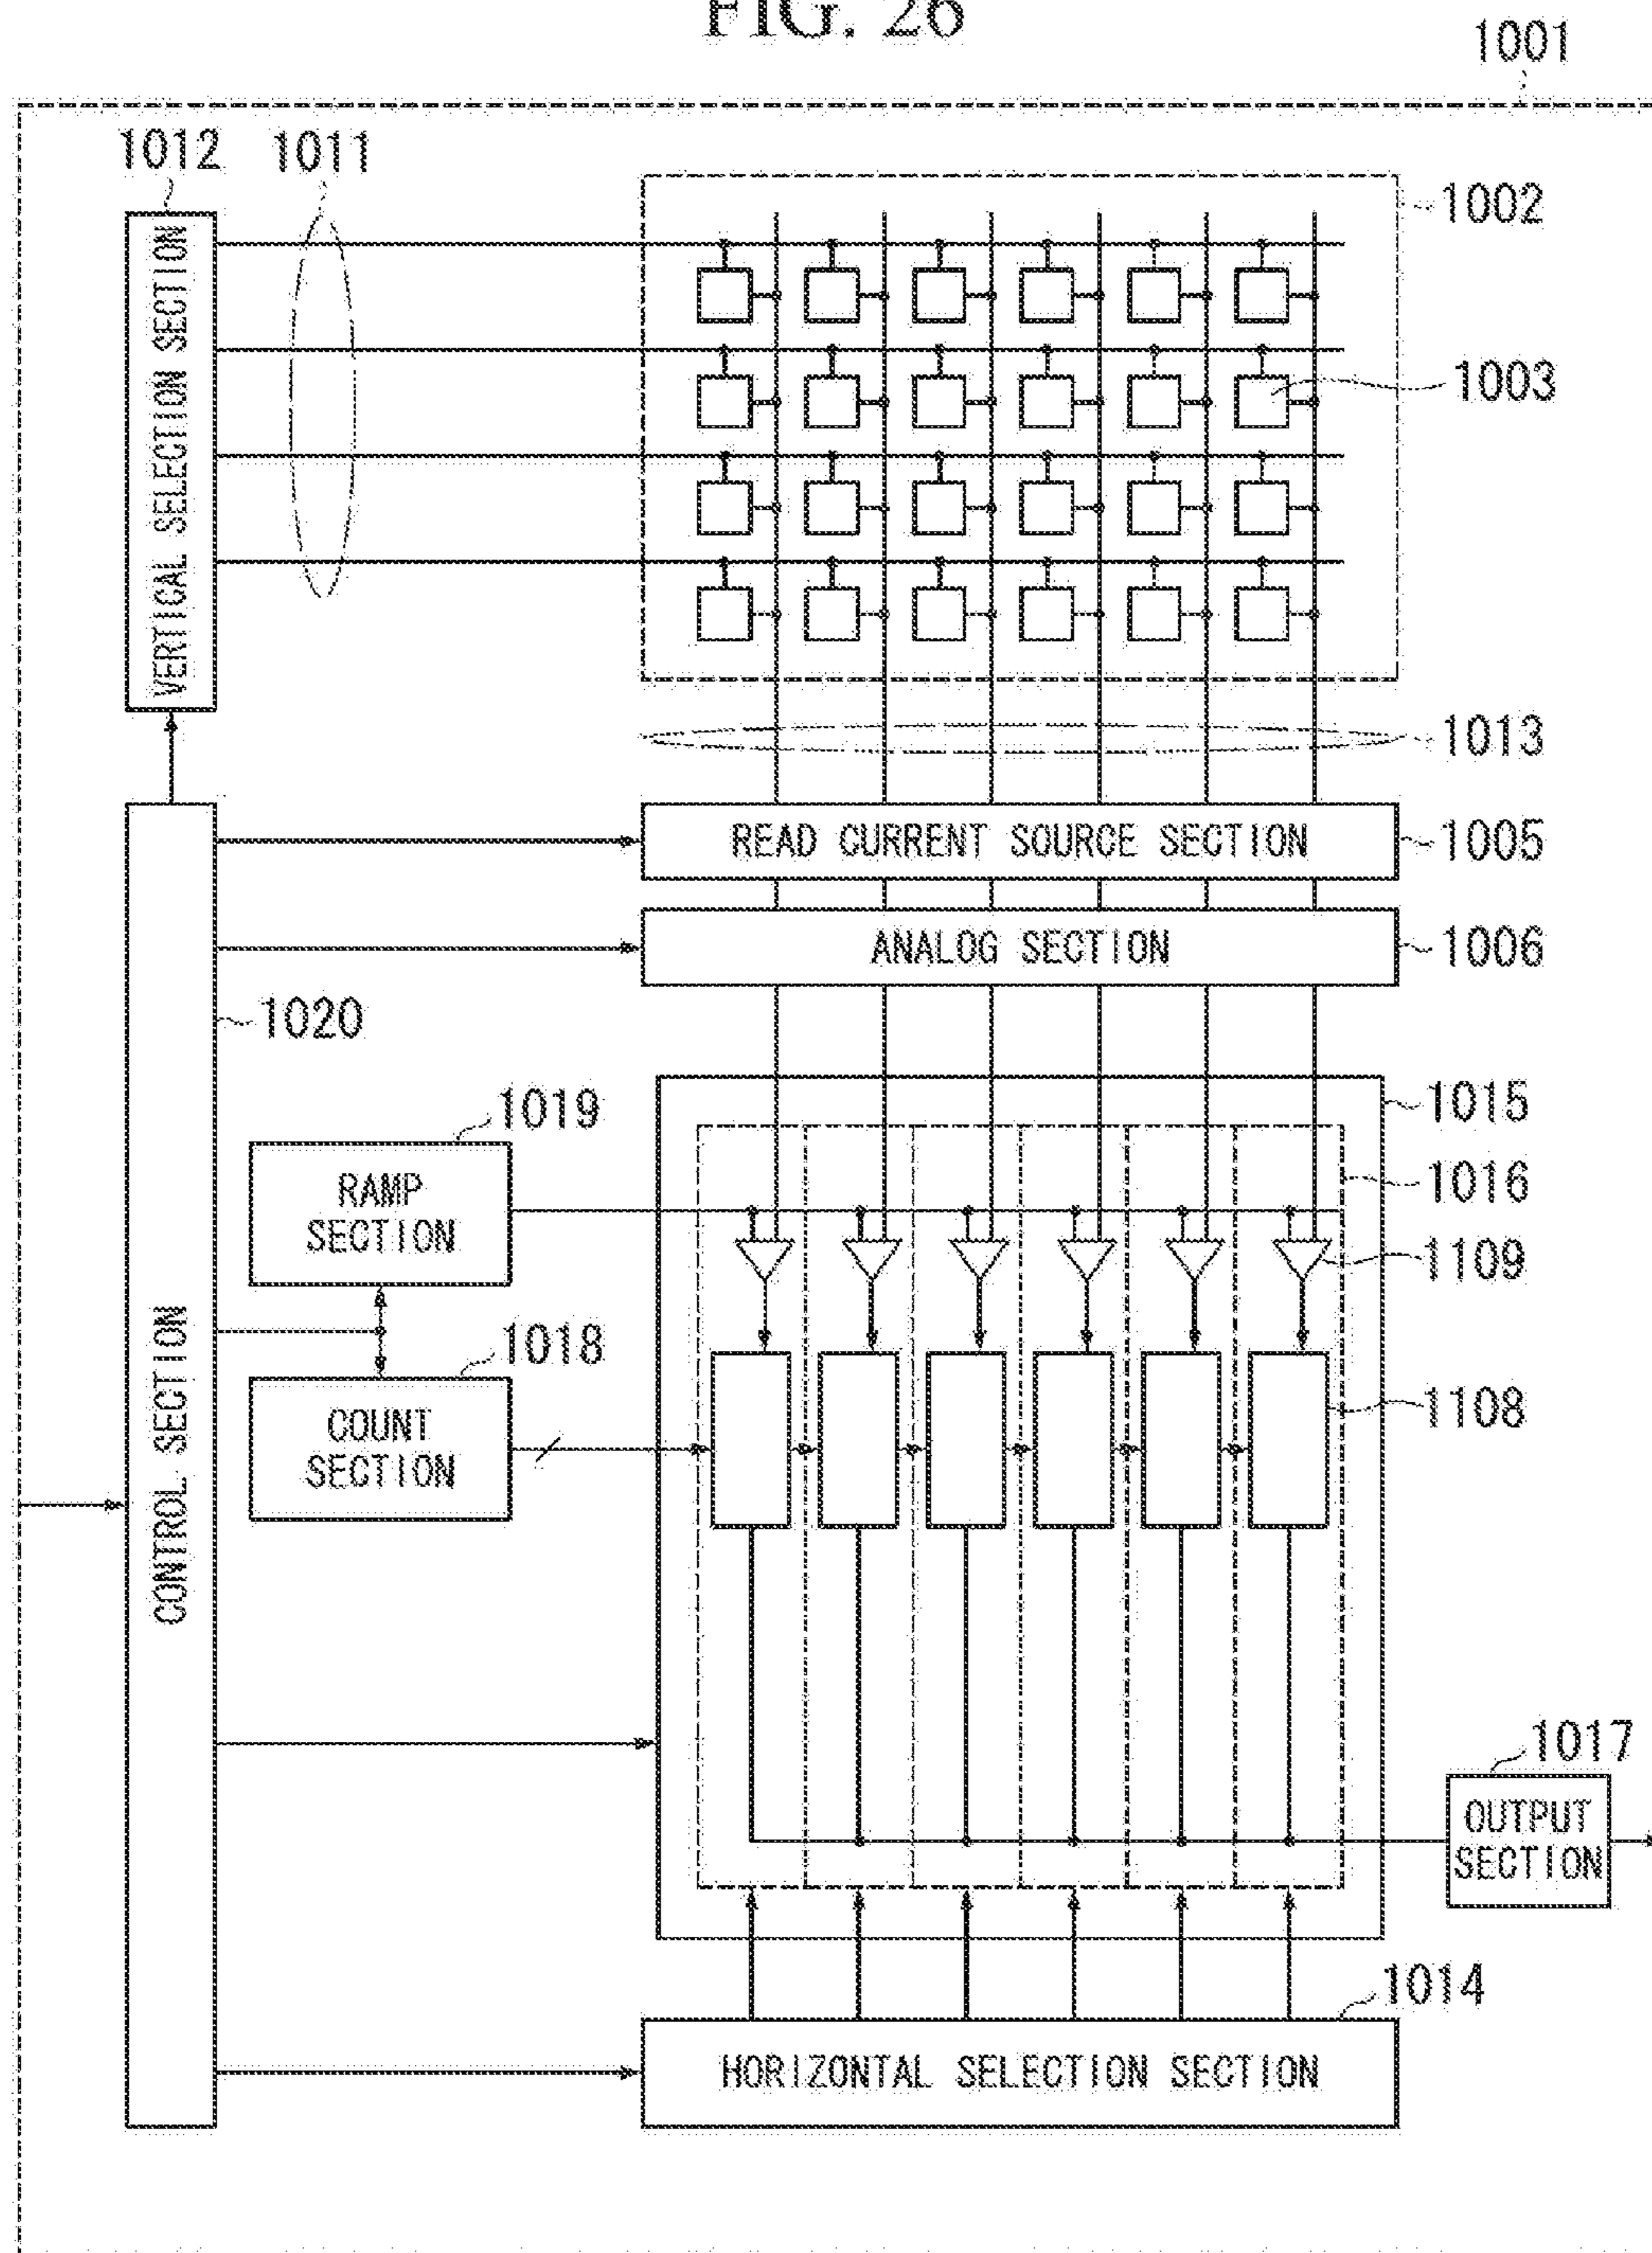 FIG. 26
1001
1012
1011
1002
VERTICAL SELECTION SECTION
1003
1013
READ CURRENT SOURCE SECTION
1005
ANALOG SECTION
1006
1020
CONTROL SECTION
1019
RAMP
SECTION
1015
1016
1109
1018
COUNT
SECTION
1108
1017
OUTPUT
SECTION
1014
HORIZONTAL SELECTION SECTION